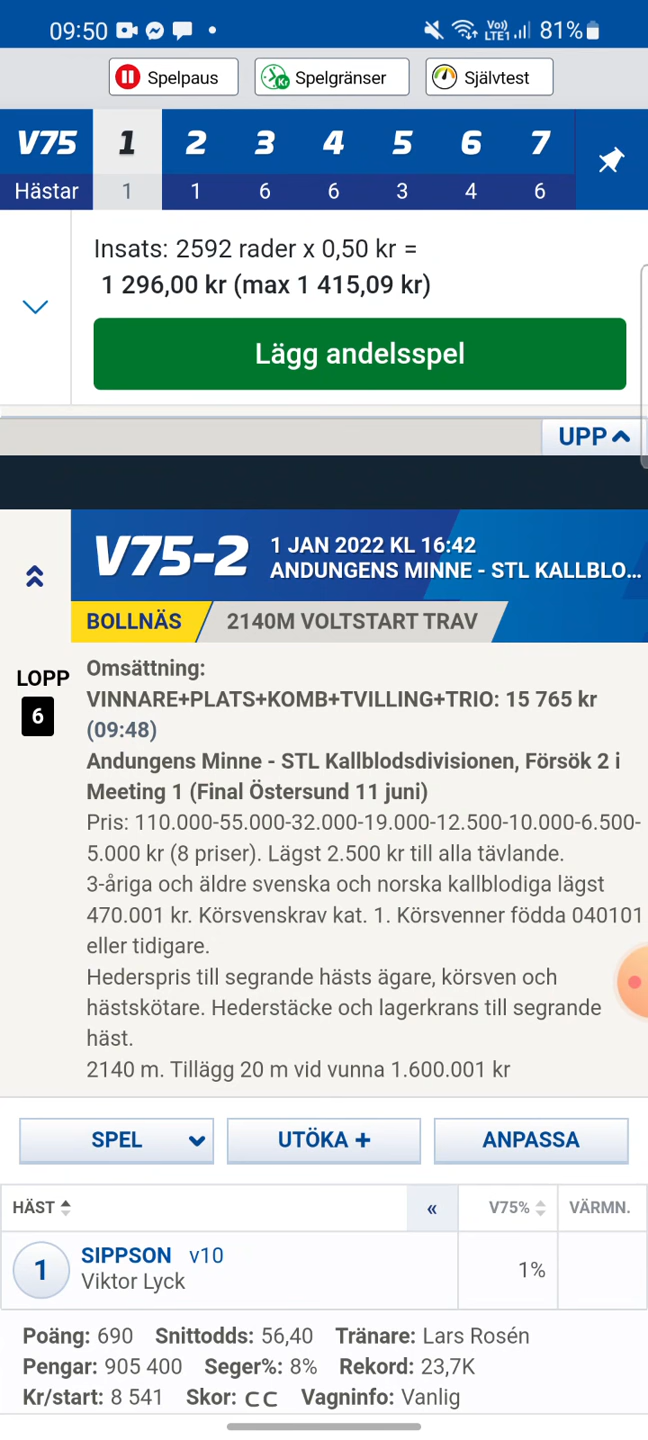 09:50
Vo) LTE1 81%
Spelpaus Spelgränser Självtest
V75 1 2 3 4 5 6 7
Hästar 1 1 6 6 3 4 6
Insats: 2592 rader x 0,50 kr =
1 296,00 kr (max 1 415,09 kr)
Lägg andelsspel
UPP
V75-2 1 JAN 2022 KL 16:42
ANDUNGENS MINNE - STL KALLBLO...
BOLLNÄS 2140M VOLTSTART TRAV
LOPP
6
Omsättning:
VINNARE+PLATS+KOMB+TVILLING+TRIO: 15 765 kr
(09:48)
Andungens Minne - STL Kallblodsdivisionen, Försök 2 i
Meeting 1 (Final Östersund 11 juni)
Pris: 110.000-55.000-32.000-19.000-12.500-10.000-6.500-
5.000 kr (8 priser). Lägst 2.500 kr till alla tävlande.
3-åriga och äldre svenska och norska kallblodiga lägst
470.001 kr. Körsvenskrav kat. 1. Körsvenner födda 040101
eller tidigare.
Hederspris till segrande hästs ägare, körsven och
hästskötare. Hederstäcke och lagerkrans till segrande
häst.
2140 m. Tillägg 20 m vid vunna 1.600.001 kr
SPEL UTÖKA + ANPASSA
HÄST « V75% VÄRMN.
1 SIPPSON v10
Viktor Lyck
1%
Poäng: 690 Snittodds: 56,40 Tränare: Lars Rosén
Pengar: 905 400 Seger%: 8% Rekord: 23,7K
Kr/start: 8 541 Skor: C C Vagninfo: Vanlig